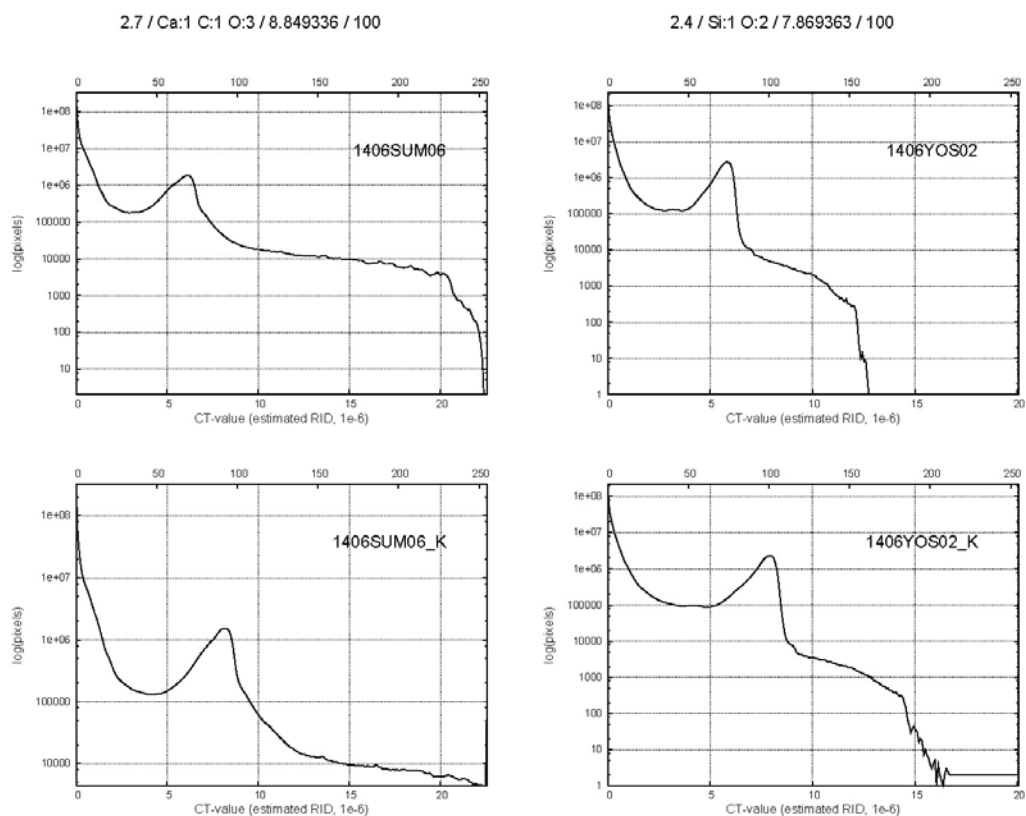 2.7 / Ca:1 C:1 O:3 / 8.849336 / 100
2.4 / Si:1 O:2 / 7.869363 / 100
0 50 100 150 200 250
1e+08
1e+07
1e+06
100000
10000
1000
100
10
log(pixels)
1406SUM06
0 5 10 15 20
CT-value (estimated RID, 1e-6)
0 50 100 150 200 250
1e+08
1e+07
1e+06
100000
10000
1000
100
10
1
log(pixels)
1406YOS02
0 5 10 15 20
CT-value (estimated RID, 1e-6)
0 50 100 150 200 250
1e+08
1e+07
1e+06
100000
10000
log(pixels)
1406SUM06_K
0 5 10 15 20
CT-value (estimated RID, 1e-6)
0 50 100 150 200 250
1e+08
1e+07
1e+06
100000
10000
1000
100
10
1
log(pixels)
1406YOS02_K
0 5 10 15 20
CT-value (estimated RID, 1e-6)